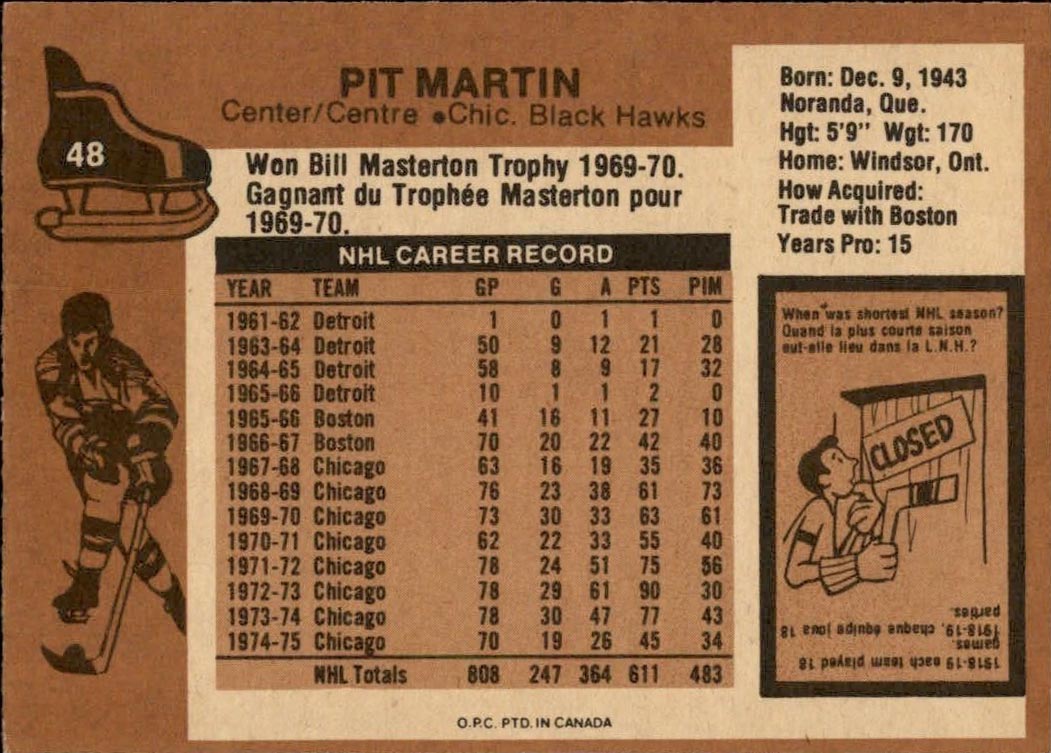 PIT MARTIN
Center/Centre •Chic. Black Hawks
48
Won Bill Masterton Trophy 1969-70.
Gagnant du Trophée Masterton pour
1969-70.
Born: Dec. 9, 1943
Noranda, Que.
Hgt: 5'9" Wgt: 170
Home: Windsor, Ont.
How Acquired:
Trade with Boston
Years Pro: 15
NHL CAREER RECORD
YEAR TEAM GP G A PTS PIM
1961-62 Detroit 1 0 1 1 0
1963-64 Detroit 50 9 12 21 28
1964-65 Detroit 58 8 9 17 32
1965-66 Detroit 10 1 1 2 0
1965-66 Boston 41 16 11 27 10
1966-67 Boston 70 20 22 42 40
1967-68 Chicago 63 16 19 35 36
1968-69 Chicago 76 23 38 61 73
1969-70 Chicago 73 30 33 63 61
1970-71 Chicago 62 22 33 55 40
1971-72 Chicago 78 24 51 75 56
1972-73 Chicago 78 29 61 90 30
1973-74 Chicago 78 30 47 77 43
1974-75 Chicago 70 19 26 45 34
NHL Totals 808 247 364 611 483
When was shortest NHL season?
Quand la plus courte saison
eut-elle lieu dans la L.N.H.?
CLOSED
1918-19 each team played 18
games.
1918-19, chaque équipe joua 18
parties.
O.P.C. PTD. IN CANADA